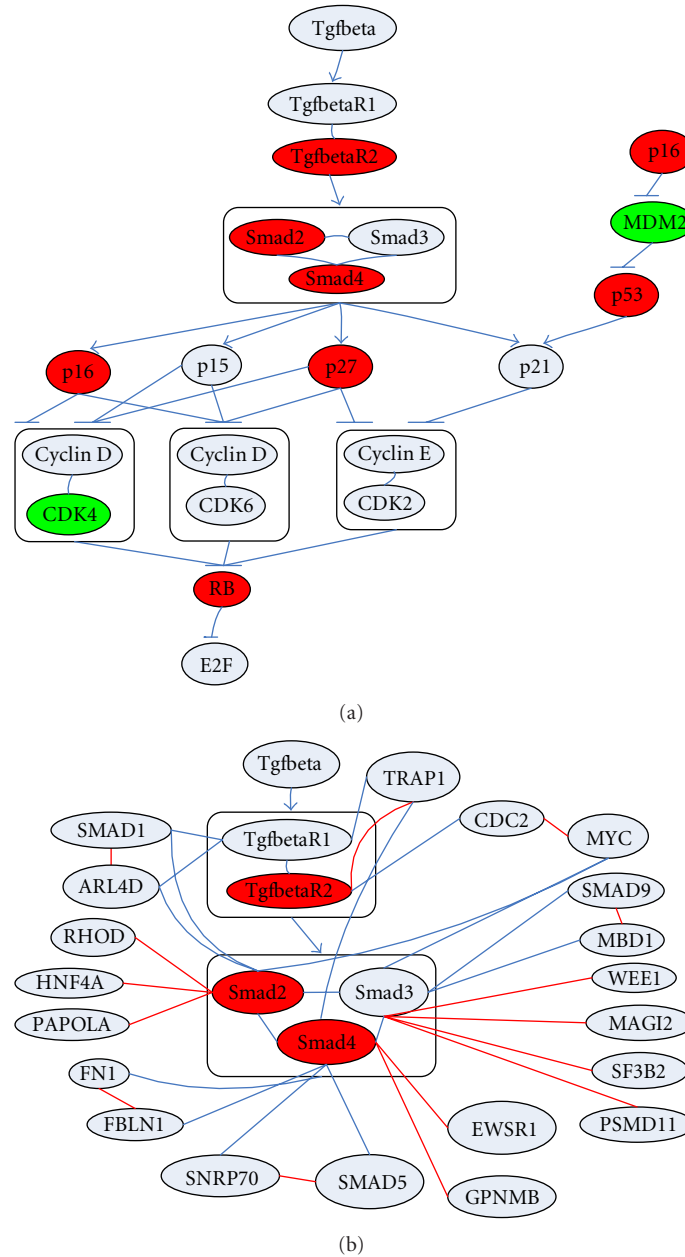 Tgfbeta
TgfbetaR1
TgfbetaR2
p16
MDM2
Smad2
Smad3
Smad4
p53
p16
p15
p27
p21
Cyclin D
Cyclin D
Cyclin E
CDK4
CDK6
CDK2
RB
E2F
(a)
Tgfbeta
TRAP1
SMAD1
TgfbetaR1
CDC2
MYC
ARL4D
TgfbetaR2
SMAD9
RHOD
MBD1
HNF4A
Smad2
Smad3
WEE1
PAPOLA
MAGI2
Smad4
FN1
SF3B2
FBLN1
EWSR1
PSMD11
SNRP70
SMAD5
GPNMB
(b)